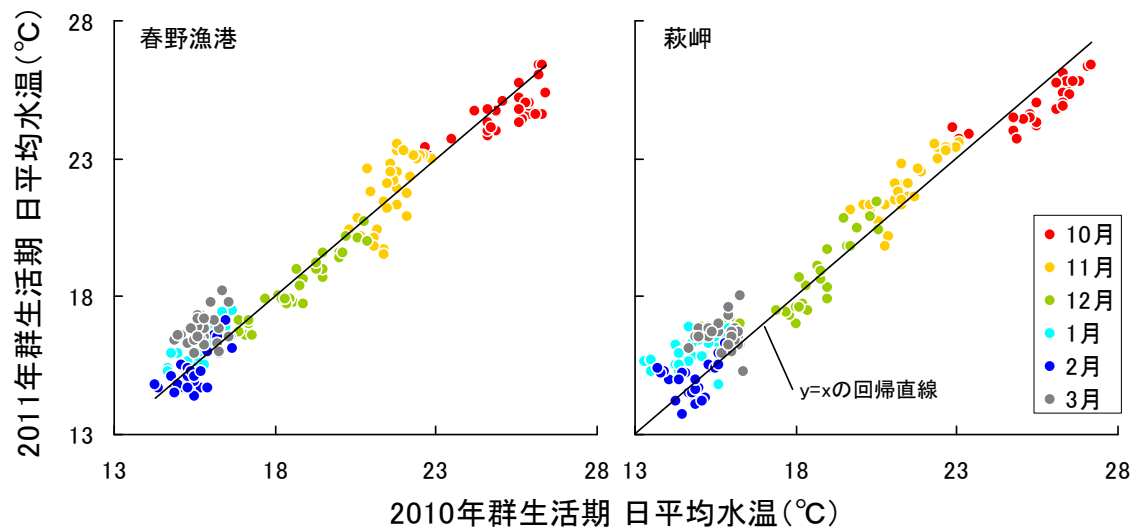 2011年群生活期 日平均水温(℃)
28
23
18
13
春野漁港
萩岬
10月
11月
12月
1月
2月
3月
y=xの回帰直線
13 18 23 28
13 18 23 28
2010年群生活期 日平均水温(℃)